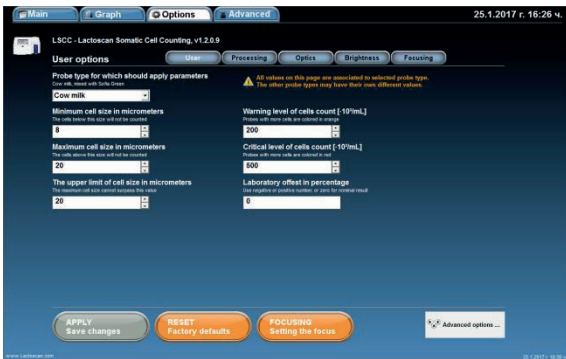 Main Graph Options Advanced 25.1.2017 г. 16:26 ч.
LSCC - Lactoscan Somatic Cell Counting, v1.2.0.9
User options User Processing Optics Brightness Focusing
Probe type for which should apply parameters
Cow milk, mixed with Sofia Green
Cow milk
All values on this page are associated to selected probe type.
The other probe types may have their own different values.
Minimum cell size in micrometers
The cells below this size will not be counted
8
Warning level of cells count [·10³/mL]
Probes with more cells are colored in orange
200
Maximum cell size in micrometers
The cells above this size will not be counted
20
Critical level of cells count [·10³/mL]
Probes with more cells are colored in red
500
The upper limit of cell size in micrometers
The maximum cell size cannot surpass this value
20
Laboratory offest in percentage
Use negative or positive number, or zero for nominal result
0
APPLY
Save changes
RESET
Factory defaults
FOCUSING
Setting the focus
Advanced options ...
www.lactoscan.com